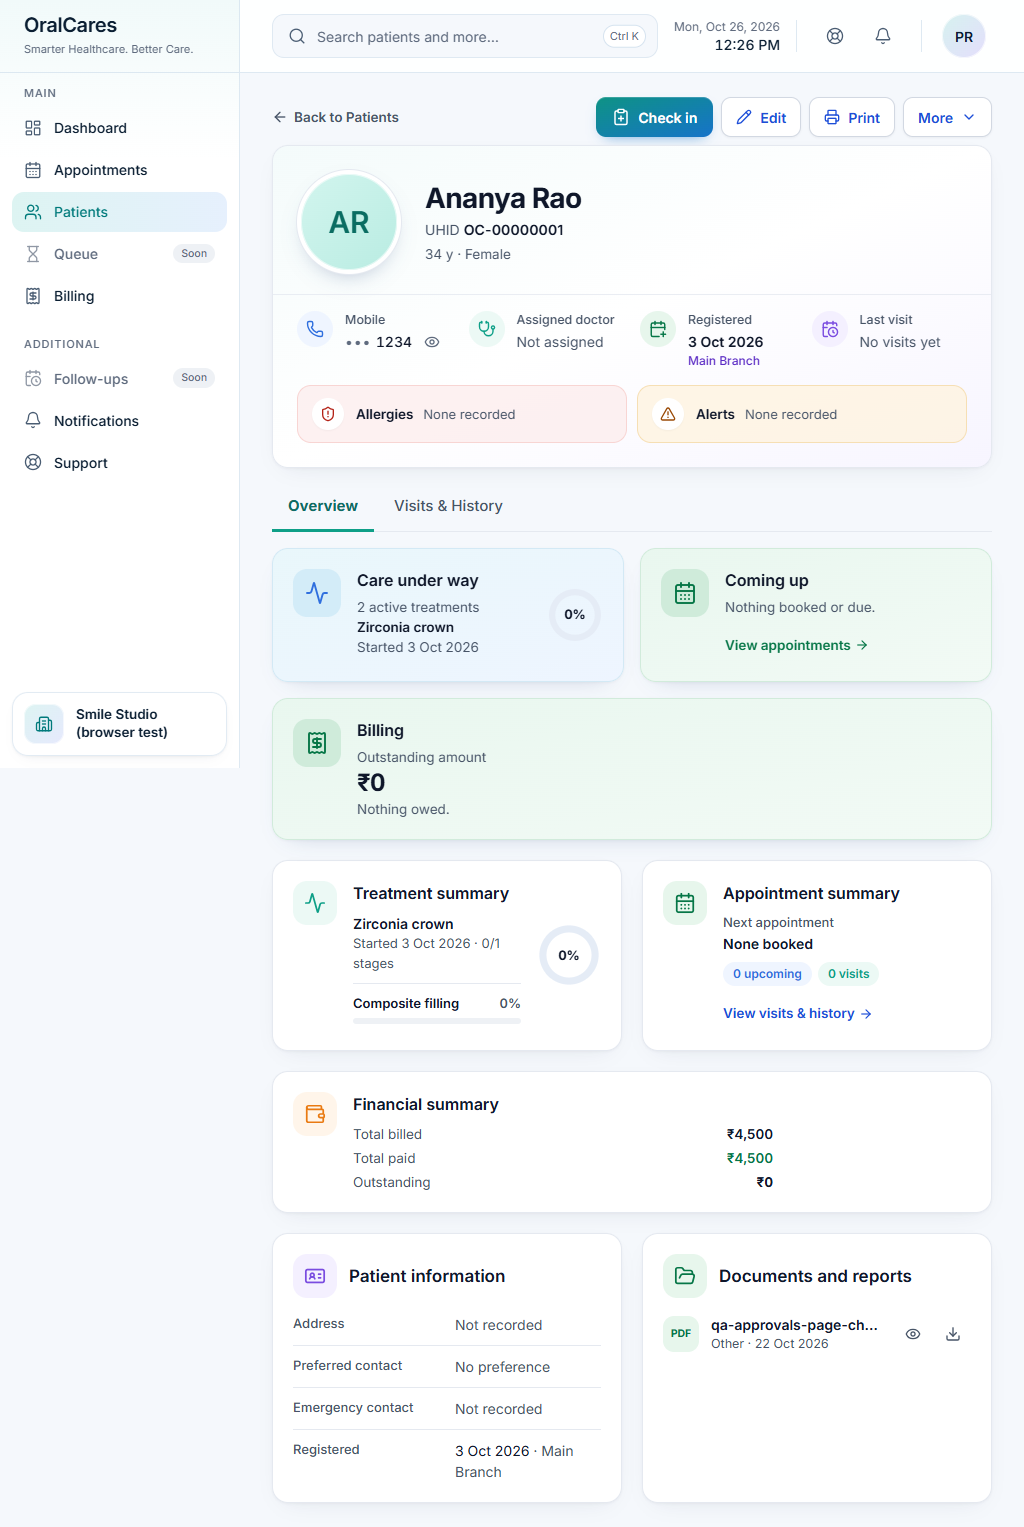 OralCares
Smarter Healthcare. Better Care.
MAIN
Dashboard
Appointments
Patients
Queue Soon
Billing
ADDITIONAL
Follow-ups Soon
Notifications
Support
Smile Studio
(browser test)
Search patients and more... Ctrl K
Mon, Oct 26, 2026
12:26 PM
PR
Back to Patients
Check in
Edit
Print
More
AR
Ananya Rao
UHID OC-00000001
34 y · Female
Mobile
••• 1234
Assigned doctor
Not assigned
Registered
3 Oct 2026
Main Branch
Last visit
No visits yet
Allergies None recorded
Alerts None recorded
Overview
Visits & History
Care under way
2 active treatments
Zirconia crown
Started 3 Oct 2026
0%
Coming up
Nothing booked or due.
View appointments →
Billing
Outstanding amount
₹0
Nothing owed.
Treatment summary
Zirconia crown
Started 3 Oct 2026 · 0/1
stages
0%
Composite filling 0%
Appointment summary
Next appointment
None booked
0 upcoming
0 visits
View visits & history →
Financial summary
Total billed ₹4,500
Total paid ₹4,500
Outstanding ₹0
Patient information
Address Not recorded
Preferred contact No preference
Emergency contact Not recorded
Registered 3 Oct 2026 · Main
Branch
Documents and reports
PDF
qa-approvals-page-ch...
Other · 22 Oct 2026